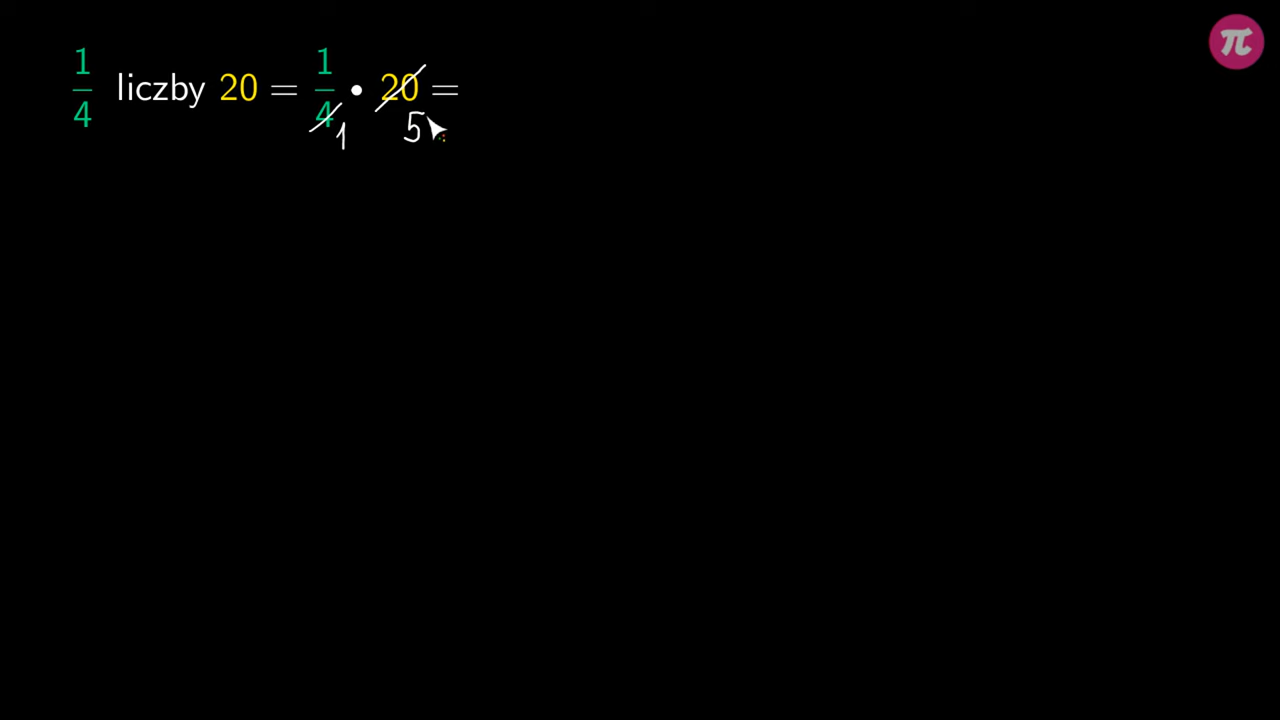 1/4 liczby 20 = 1/4 • 20 =
1 5
π